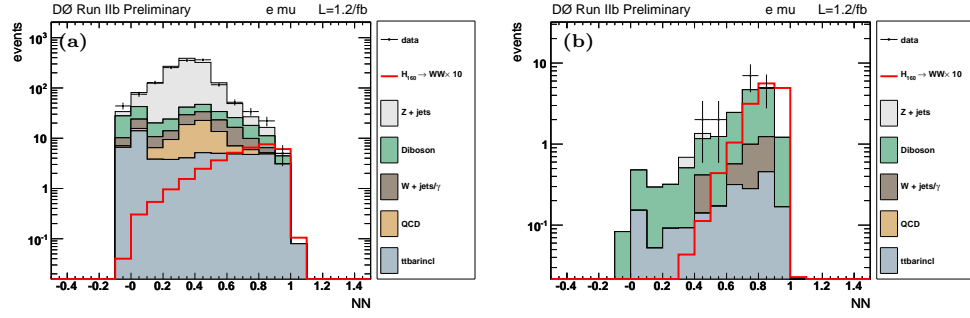 DØ Run IIb Preliminary e mu L=1.2/fb
(a)
events
10³
10²
10
1
10⁻¹
-0.4 -0.2 -0 0.2 0.4 0.6 0.8 1 1.2 1.4
NN
data
H₁₆₀ → WW× 10
Z + jets
Diboson
W + jets/γ
QCD
ttbarincl
DØ Run IIb Preliminary e mu L=1.2/fb
(b)
events
10
1
10⁻¹
-0.4 -0.2 -0 0.2 0.4 0.6 0.8 1 1.2 1.4
NN
data
H₁₆₀ → WW× 10
Z + jets
Diboson
W + jets/γ
QCD
ttbarincl